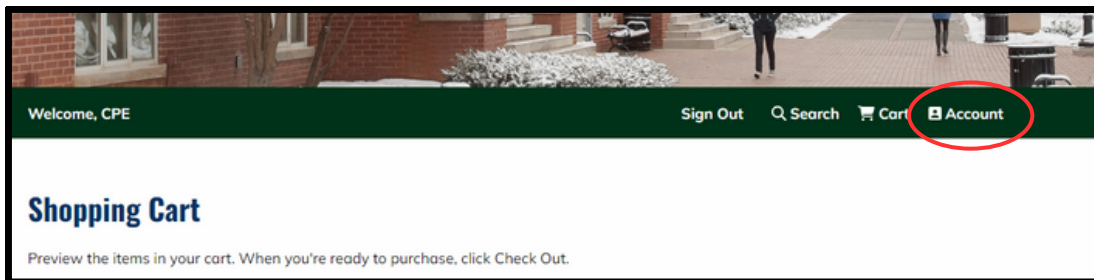 Welcome, CPE Sign Out Search Cart Account
Shopping Cart
Preview the items in your cart. When you're ready to purchase, click Check Out.